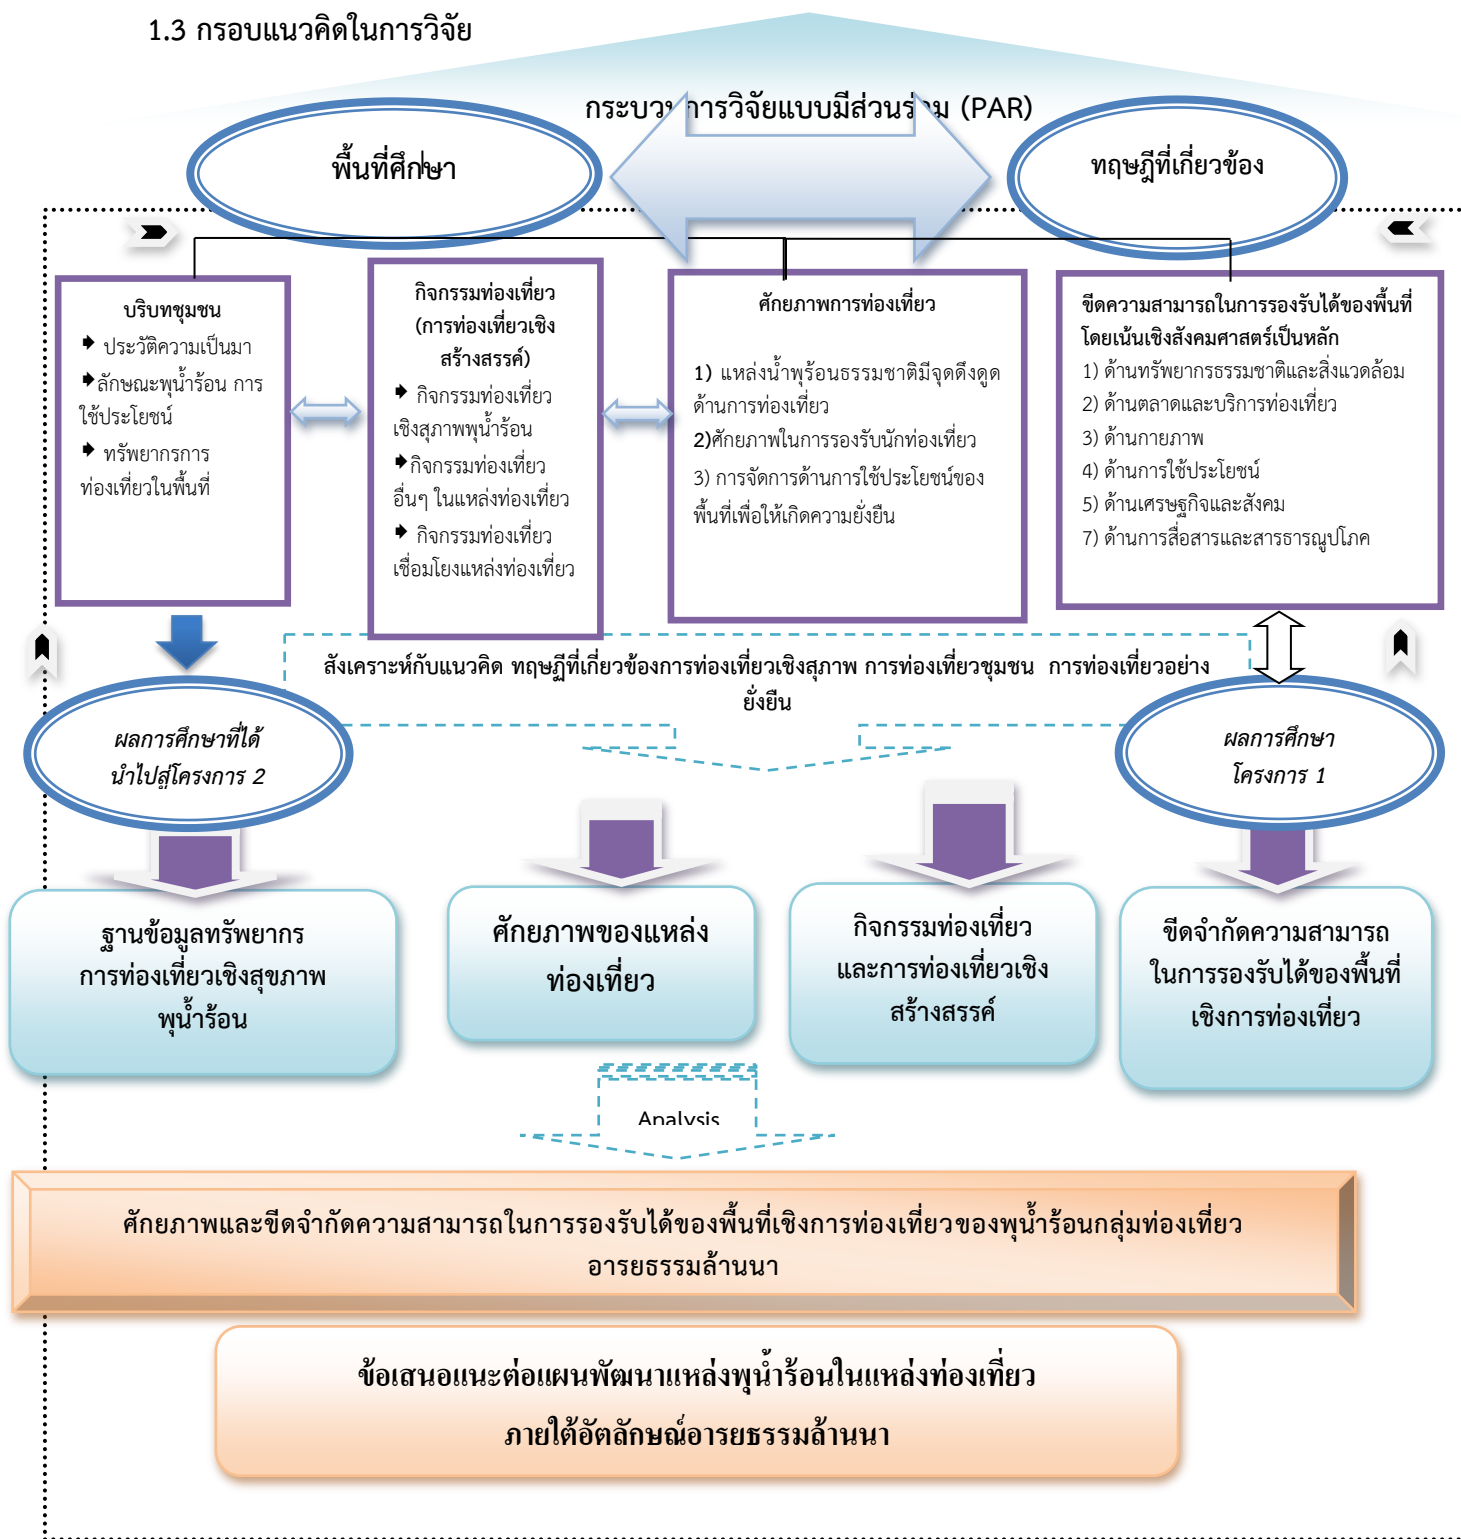 1.3 กรอบแนวคิดในการวิจัย
กระบวนการวิจัยแบบมีส่วนร่วม (PAR)
พื้นที่ศึกษา
ทฤษฎีที่เกี่ยวข้อง
บริบทชุมชน
ประวัติความเป็นมา
ลักษณะพุน้ำร้อน การ
ใช้ประโยชน์
ทรัพยากรการ
ท่องเที่ยวในพื้นที่
กิจกรรมท่องเที่ยว
(การท่องเที่ยวเชิง
สร้างสรรค์)
กิจกรรมท่องเที่ยว
เชิงสุภาพพุน้ำร้อน
กิจกรรมท่องเที่ยว
อื่นๆ ในแหล่งท่องเที่ยว
กิจกรรมท่องเที่ยว
เชื่อมโยงแหล่งท่องเที่ยว
ศักยภาพการท่องเที่ยว
1) แหล่งน้ำพุร้อนธรรมชาติมีจุดดึงดูด
ด้านการท่องเที่ยว
2)ศักยภาพในการรองรับนักท่องเที่ยว
3) การจัดการด้านการใช้ประโยชน์ของ
พื้นที่เพื่อให้เกิดความยั่งยืน
ขีดความสามารถในการรองรับได้ของพื้นที่
โดยเน้นเชิงสังคมศาสตร์เป็นหลัก
1) ด้านทรัพยากรธรรมชาติและสิ่งแวดล้อม
2) ด้านตลาดและบริการท่องเที่ยว
3) ด้านกายภาพ
4) ด้านการใช้ประโยชน์
5) ด้านเศรษฐกิจและสังคม
7) ด้านการสื่อสารและสารธารณูปโภค
สังเคราะห์กับแนวคิด ทฤษฏีที่เกี่ยวข้องการท่องเที่ยวเชิงสุภาพ การท่องเที่ยวชุมชน การท่องเที่ยวอย่าง
ยั่งยืน
ผลการศึกษาที่ได้
นำไปสู่โครงการ 2
ผลการศึกษา
โครงการ 1
ฐานข้อมูลทรัพยากร
การท่องเที่ยวเชิงสุขภาพ
พุน้ำร้อน
ศักยภาพของแหล่ง
ท่องเที่ยว
กิจกรรมท่องเที่ยว
และการท่องเที่ยวเชิง
สร้างสรรค์
ขีดจำกัดความสามารถ
ในการรองรับได้ของพื้นที่
เชิงการท่องเที่ยว
Analysis
ศักยภาพและขีดจำกัดความสามารถในการรองรับได้ของพื้นที่เชิงการท่องเที่ยวของพุน้ำร้อนกลุ่มท่องเที่ยว
อารยธรรมล้านนา
ข้อเสนอแนะต่อแผนพัฒนาแหล่งพุน้ำร้อนในแหล่งท่องเที่ยว
ภายใต้อัตลักษณ์อารยธรรมล้านนา